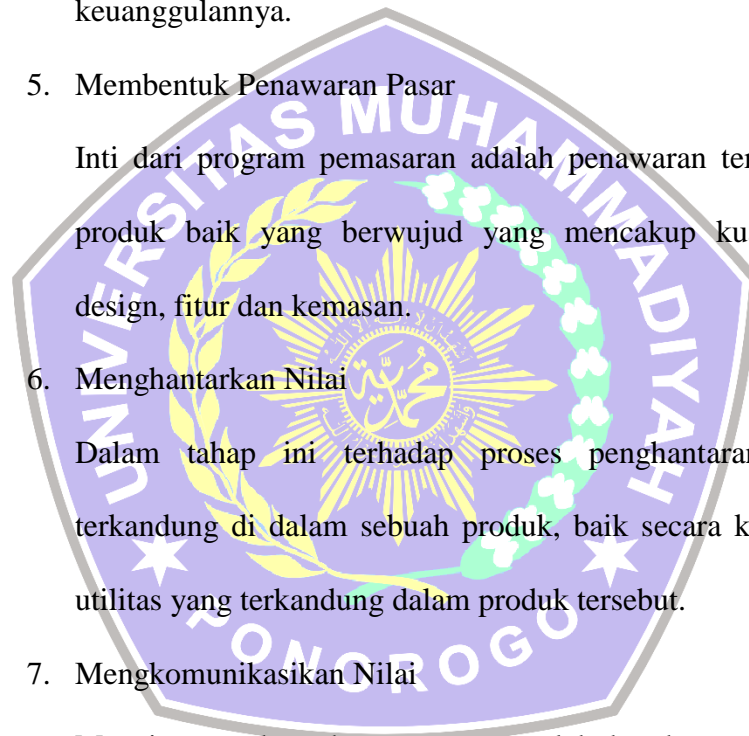 keuanggulannya.
5. Membentuk Penawaran Pasar
Inti dari program pemasaran adalah penawaran
produk baik yang berwujud yang mencakup
design, fitur dan kemasan.
6. Menghantarkan Nilai
Dalam tahap ini terhadap proses penghantaran
terkandung di dalam sebuah produk, baik secara
utilitas yang terkandung dalam produk tersebut.
7. Mengkomunikasikan Nilai
UNIVERSITAS MUHAMMADIYAH
PONOROGO
محمد